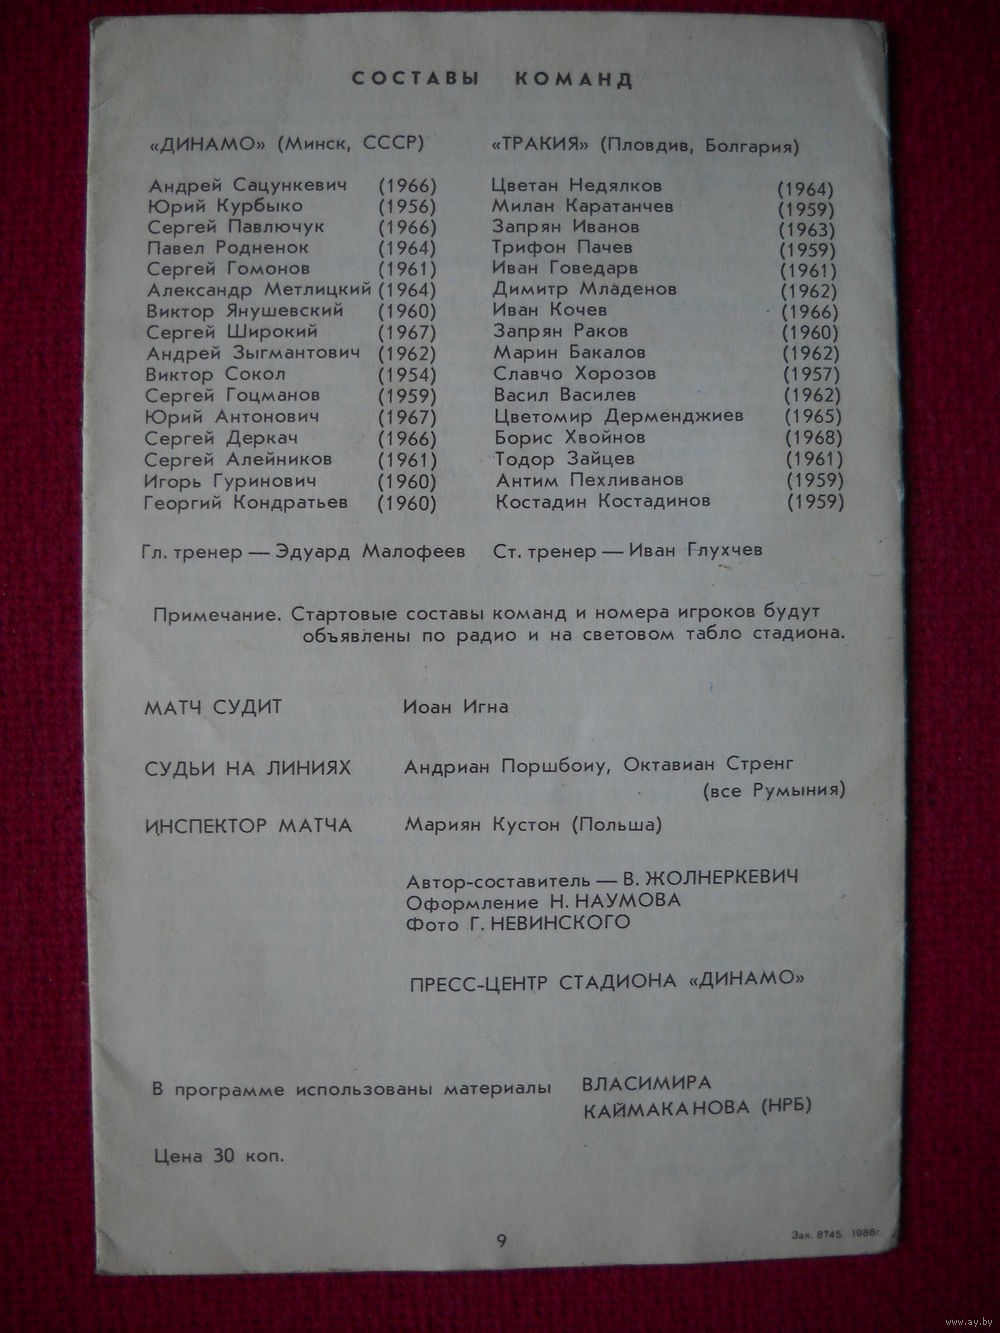 СОСТАВЫ КОМАНД
«ДИНАМО» (Минск, СССР) «ТРАКИЯ» (Пловдив, Болгария)
Андрей Сацункевич (1966) Цветан Недялков (1964)
Юрий Курбыко (1956) Милан Каратанчев (1959)
Сергей Павлючук (1966) Запрян Иванов (1963)
Павел Родненок (1964) Трифон Пачев (1959)
Сергей Гомонов (1961) Иван Говедарв (1961)
Александр Метлицкий (1964) Димитр Младенов (1962)
Виктор Янушевский (1960) Иван Кочев (1966)
Сергей Широкий (1967) Запрян Раков (1960)
Андрей Зыгмантович (1962) Марин Бакалов (1962)
Виктор Сокол (1954) Славчо Хорозов (1957)
Сергей Гоцманов (1959) Васил Василев (1962)
Юрий Антонович (1967) Цветомир Дерменджиев (1965)
Сергей Деркач (1966) Борис Хвойнов (1968)
Сергей Алейников (1961) Тодор Зайцев (1961)
Игорь Гуринович (1960) Антим Пехливанов (1959)
Георгий Кондратьев (1960) Костадин Костадинов (1959)
Гл. тренер — Эдуард Малофеев Ст. тренер — Иван Глухчев
Примечание. Стартовые составы команд и номера игроков будут
объявлены по радио и на световом табло стадиона.
МАТЧ СУДИТ Иоан Игна
СУДЬИ НА ЛИНИЯХ Андриан Поршбоиу, Октавиан Стренг
(все Румыния)
ИНСПЕКТОР МАТЧА Мариян Кустон (Польша)
Автор-составитель — В. ЖОЛНЕРКЕВИЧ
Оформление Н. НАУМОВА
Фото Г. НЕВИНСКОГО
ПРЕСС-ЦЕНТР СТАДИОНА «ДИНАМО»
В программе использованы материалы ВЛАСИМИРА
КАЙМАКАНОВА (НРБ)
Цена 30 коп.
9
Зак. 8745 1988г.
www.ay.by